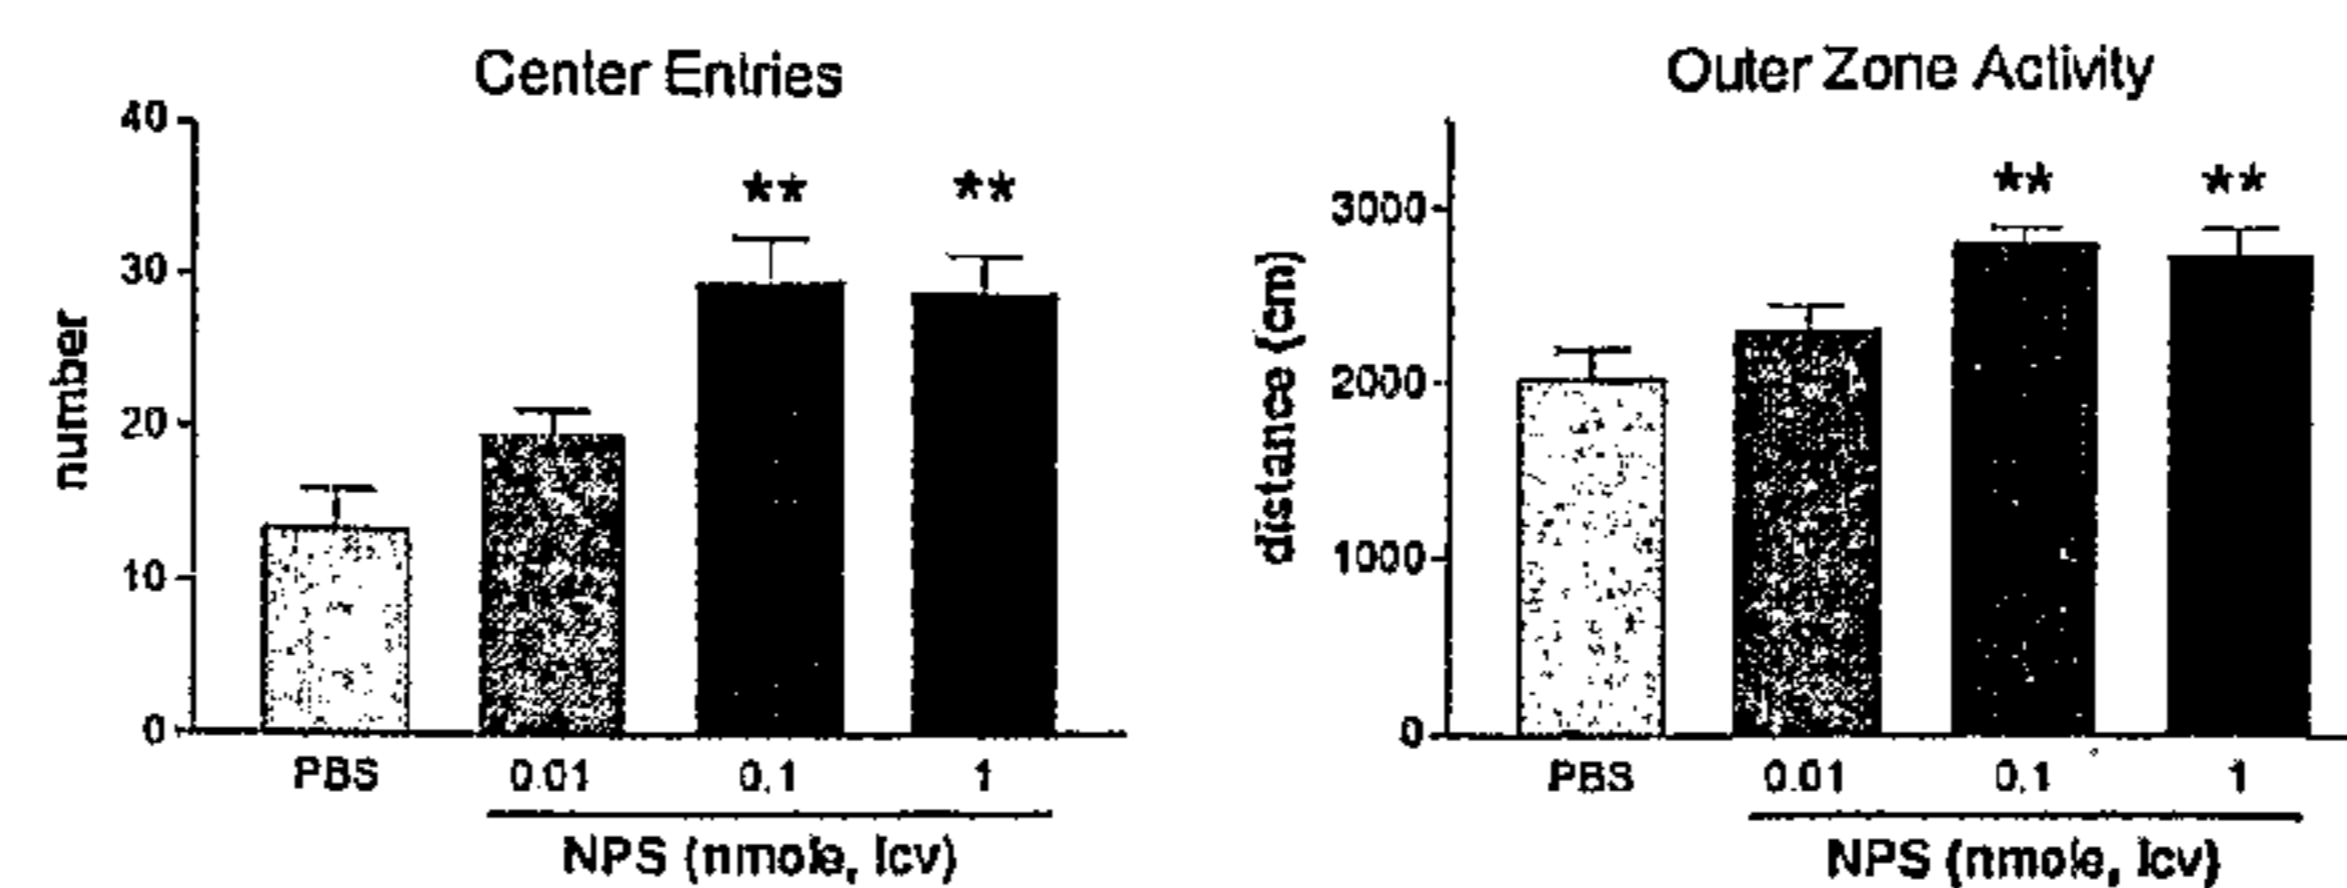 Center Entries
number
40
30
20
10
0
** **
PBS 0.01 0.1 1
NPS (nmole, icv)
Outer Zone Activity
distance (cm)
3000
2000
1000
0
** **
PBS 0.01 0.1 1
NPS (nmole, icv)